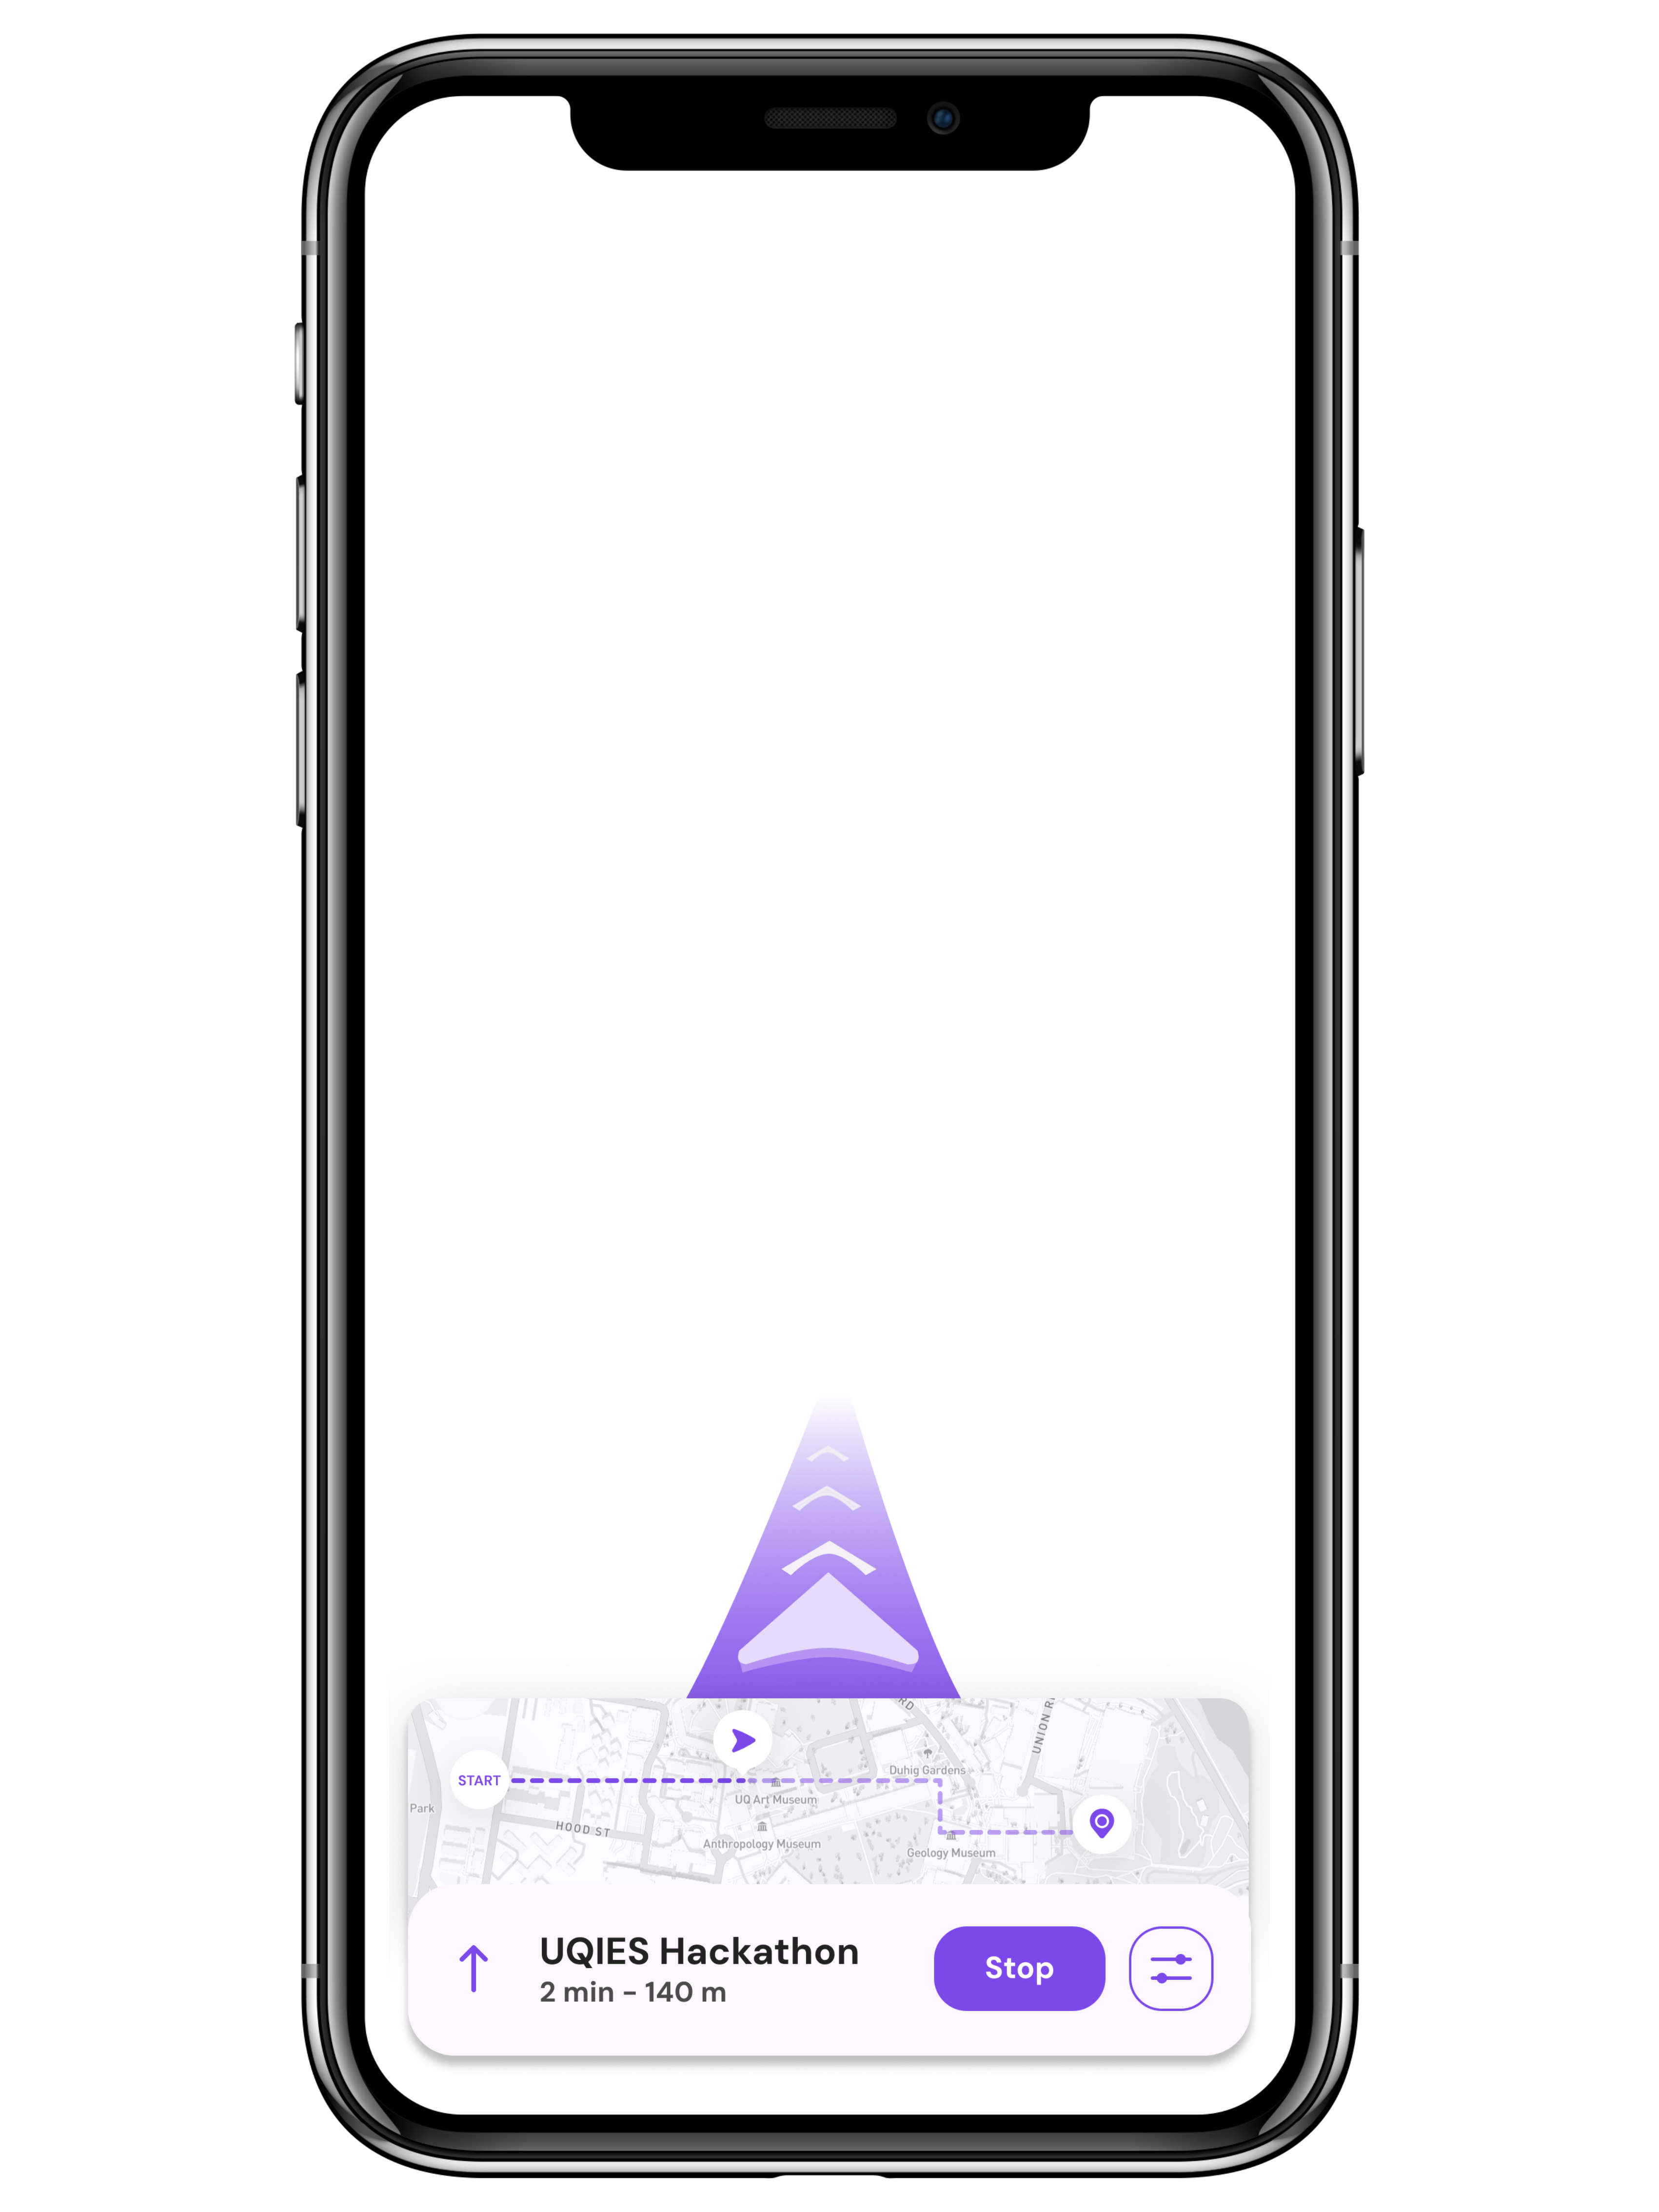 RD
UNION R
Duhig Gardens
START
UQ Art Museum
Park
HOOD ST
Anthropology Museum
Geology Museum
UQIES Hackathon
Stop
2 min - 140 m